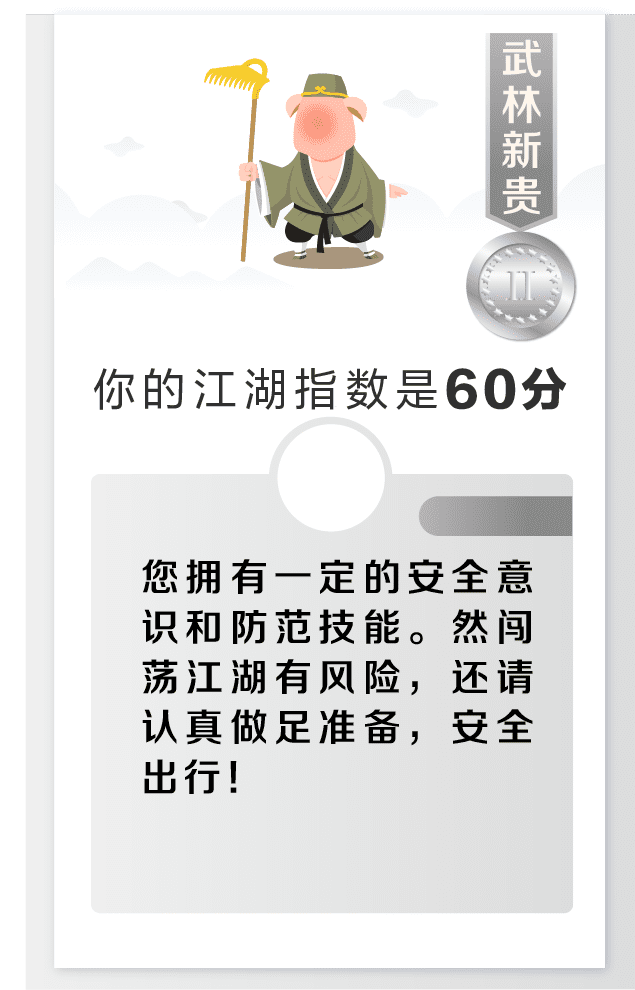 武林新贵
II
你的江湖指数是60分
您拥有一定的安全意
识和防范技能。然闯
荡江湖有风险，还请
认真做足准备，安全
出行！